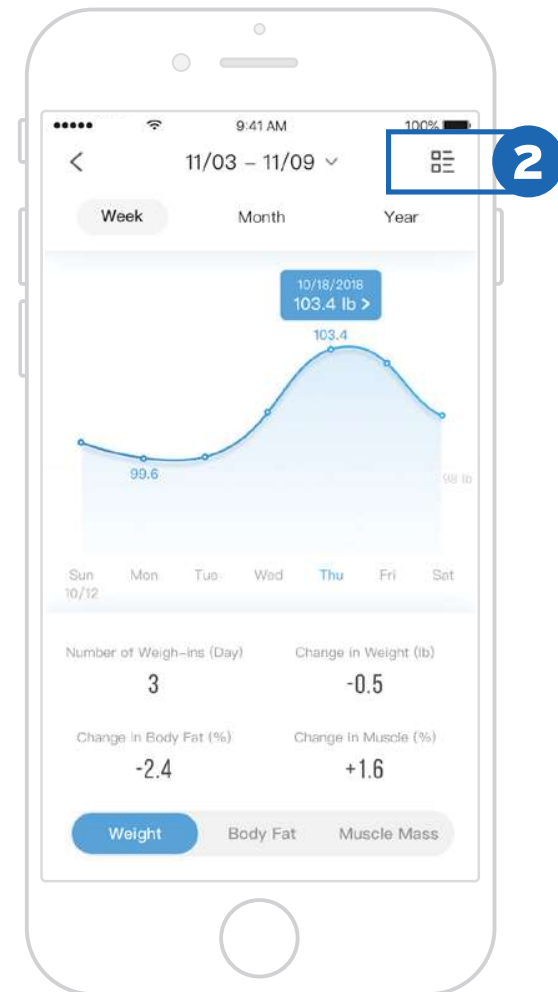 9:41 AM 100%
11/03 – 11/09
2
Week Month Year
10/18/2018
103.4 lb >
103.4
99.6
98 lb
Sun Mon Tue Wed Thu Fri Sat
10/12
Number of Weigh-ins (Day) Change in Weight (lb)
3 -0.5
Change in Body Fat (%) Change in Muscle (%)
-2.4 +1.6
Weight Body Fat Muscle Mass